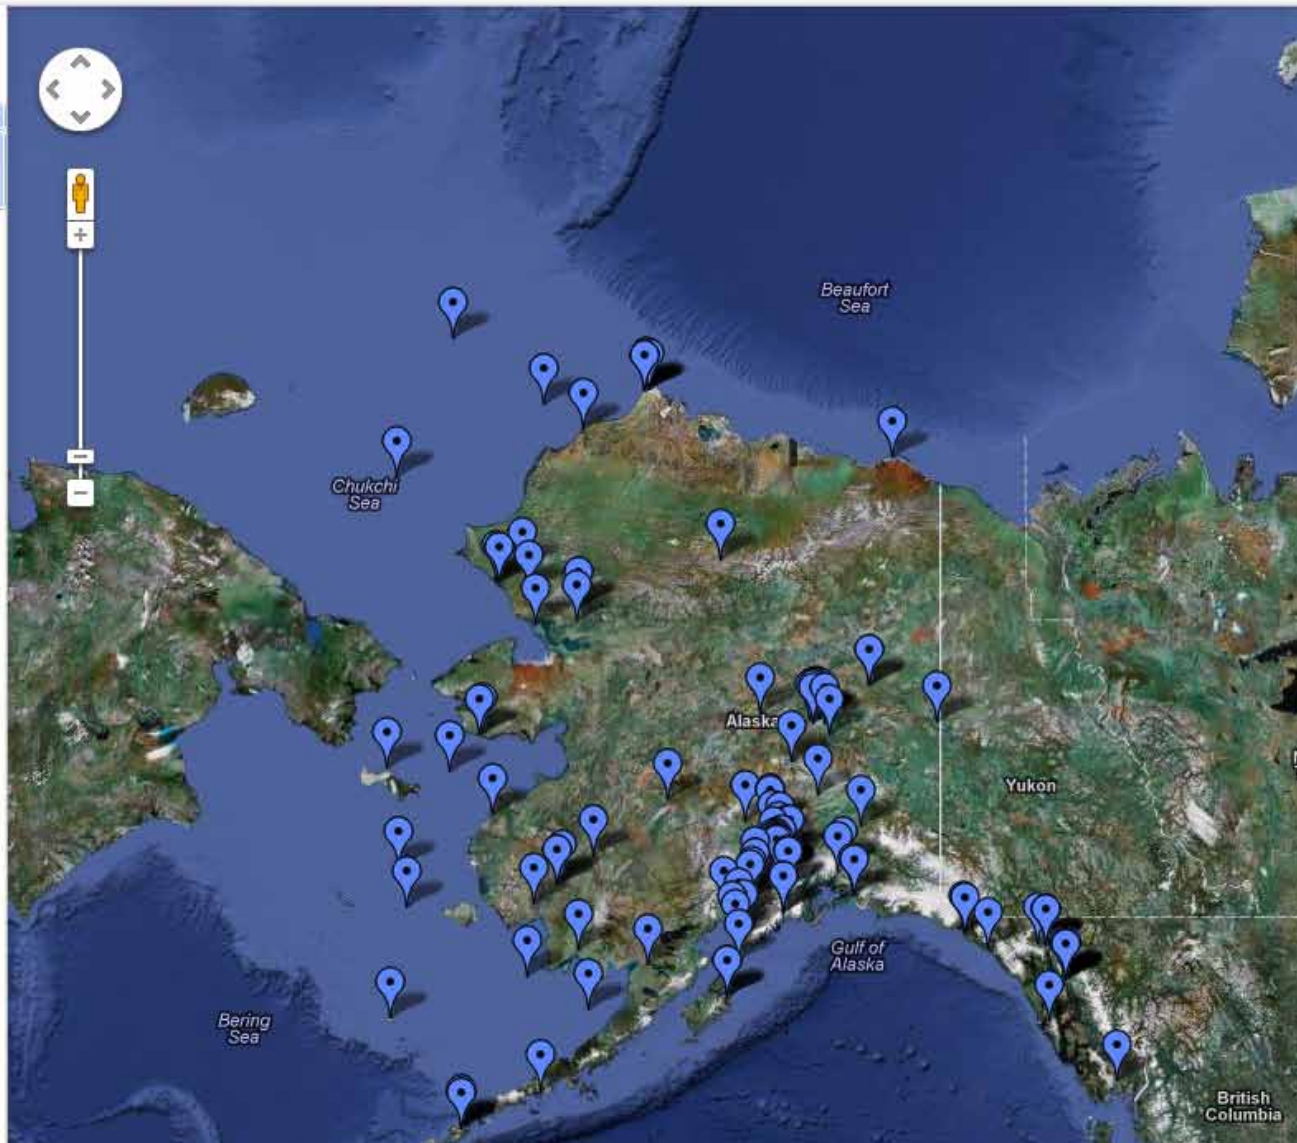 Beaufort
Sea
Chukchi
Sea
Alaska
Yukon
Gulf of
Alaska
Bering
Sea
British
Columbia